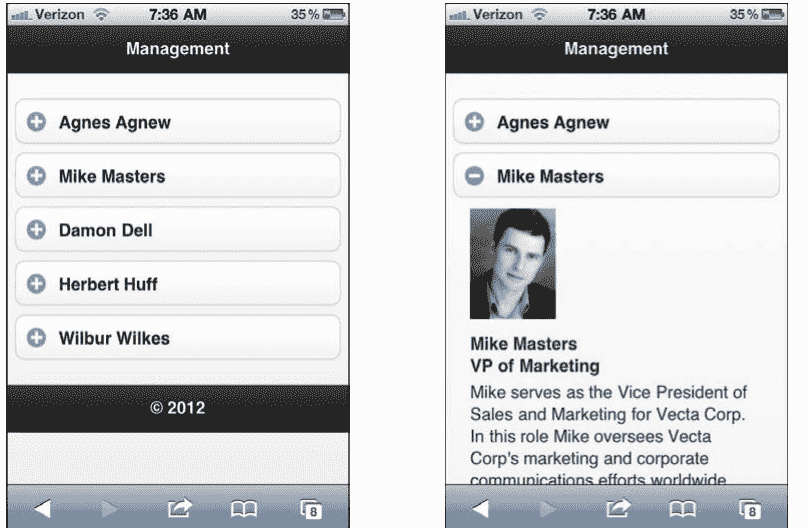 Verizon 7:36 AM 35%
Management
Agnes Agnew
Mike Masters
Damon Dell
Herbert Huff
Wilbur Wilkes
© 2012
8
Verizon 7:36 AM 35%
Management
Agnes Agnew
Mike Masters
Mike Masters
VP of Marketing
Mike serves as the Vice President of
Sales and Marketing for Vecta Corp.
In this role Mike oversees Vecta
Corp's marketing and corporate
communications efforts worldwide
8